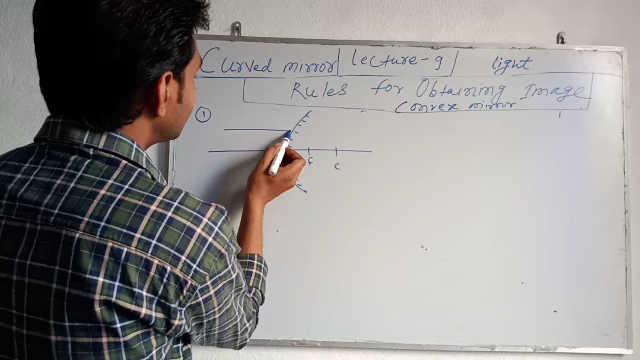 Curved mirror | Lecture-9 | light
Rules for Obtaining Image
Convex mirror
①
F C